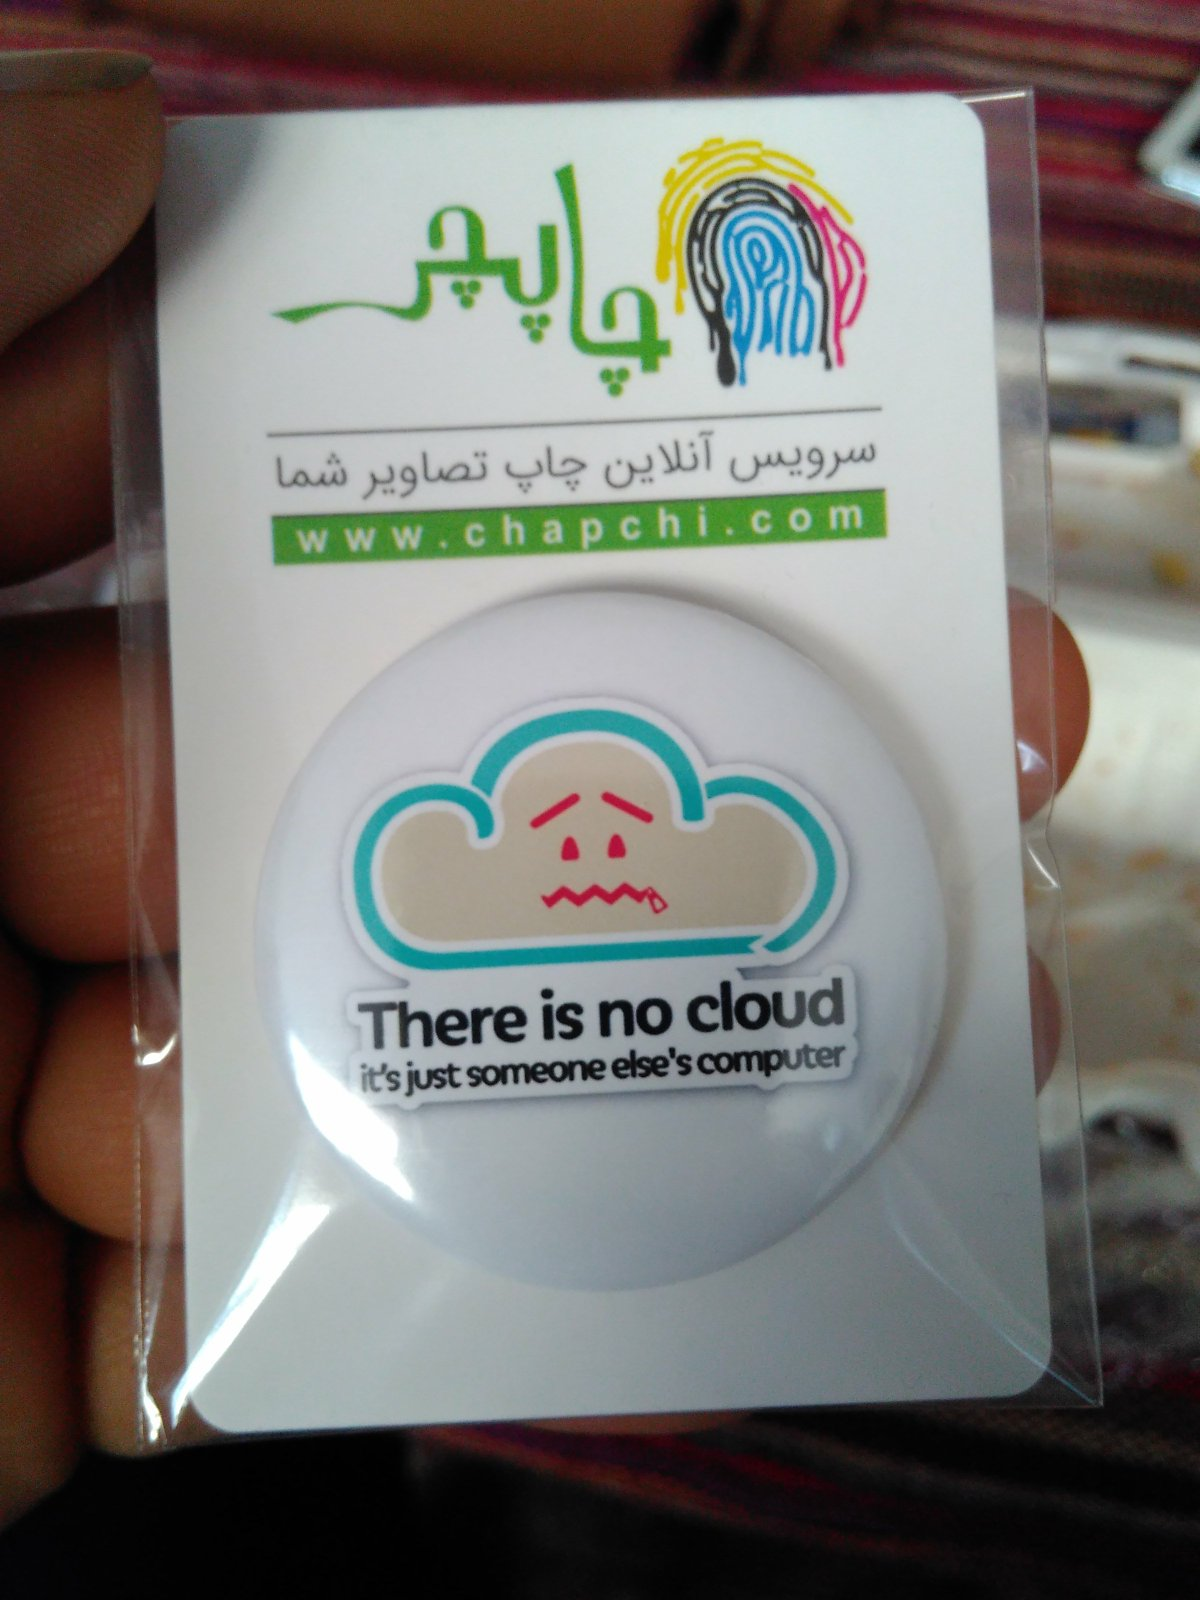 چاپچی
سرویس آنلاین چاپ تصاویر شما
www.chapchi.com
There is no cloud
it's just someone else's computer